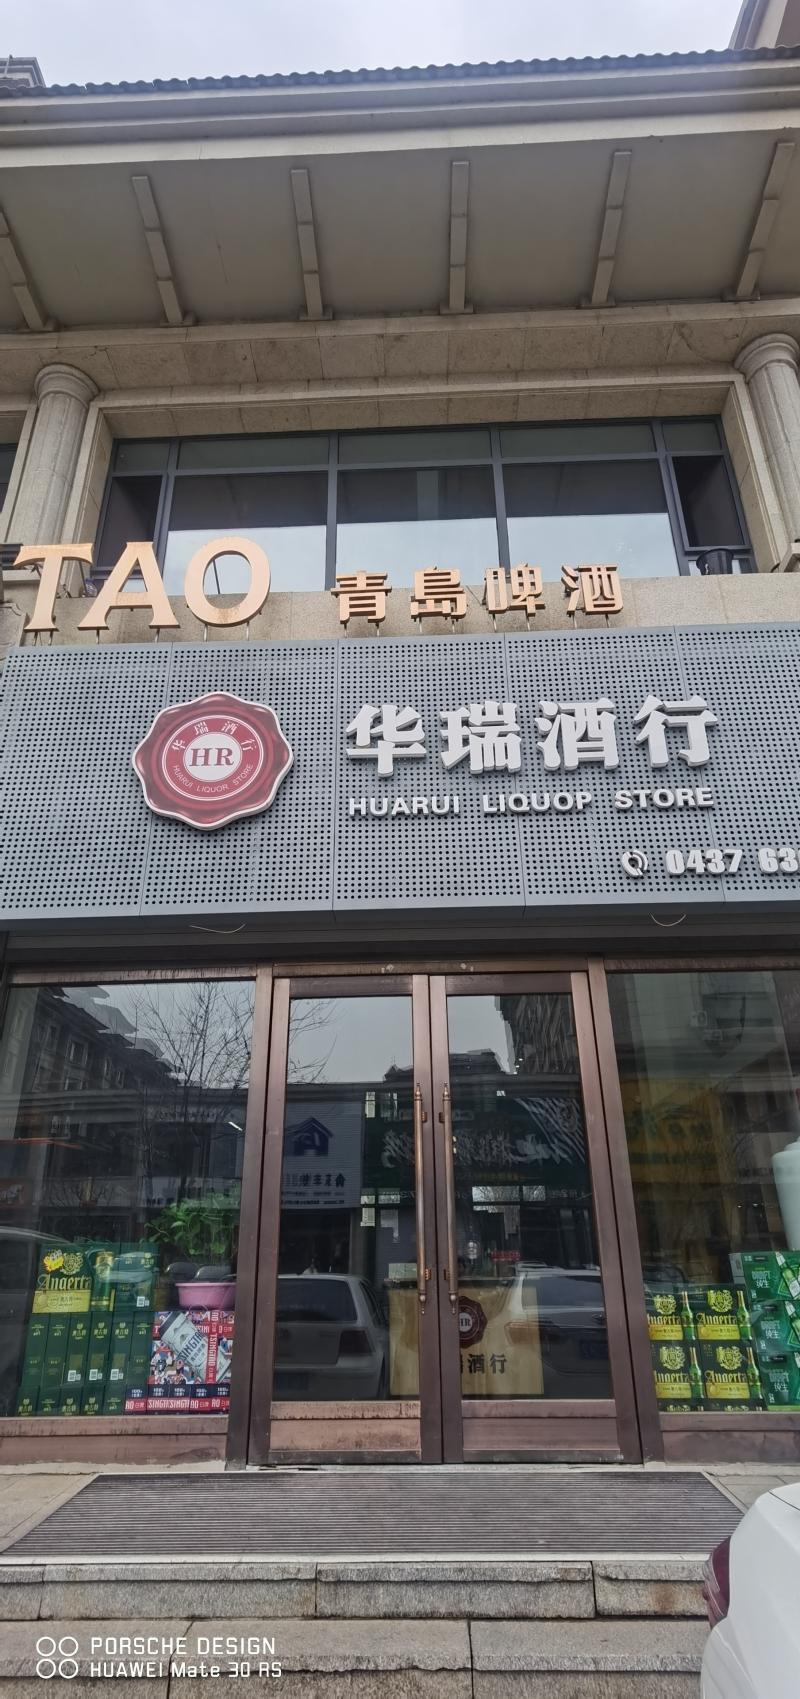 TAO 青島啤酒
华瑞酒行
HR
HUARUI LIQUOR STORE
华瑞酒行
HUARUI LIQUOP STORE
0437 63
Angerta
HR
酒行
Angerta Angerta
Angerta Angerta
PORSCHE DESIGN
HUAWEI Mate 30 RS